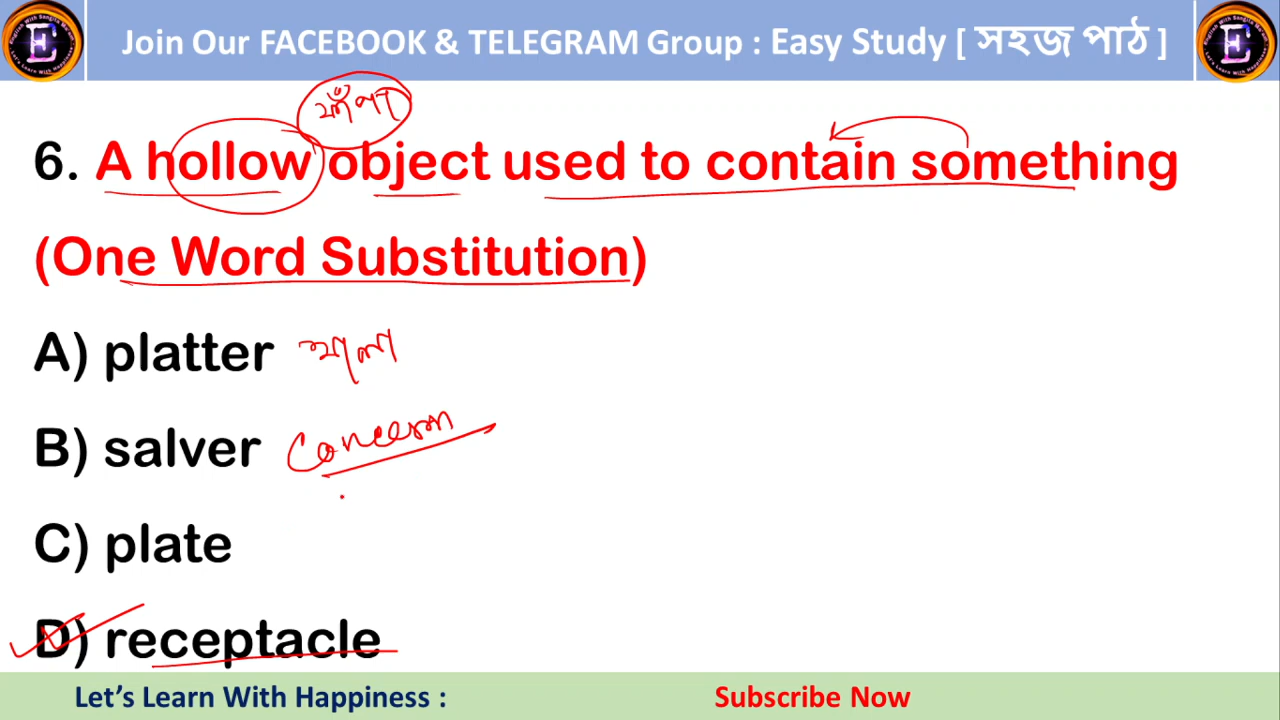 Join Our FACEBOOK & TELEGRAM Group : Easy Study [ সহজ পাঠ ]
ফাঁপা
6. A hollow object used to contain something
(One Word Substitution)
A) platter থালা
B) salver Concern
C) plate
D) receptacle
Let's Learn With Happiness : Subscribe Now